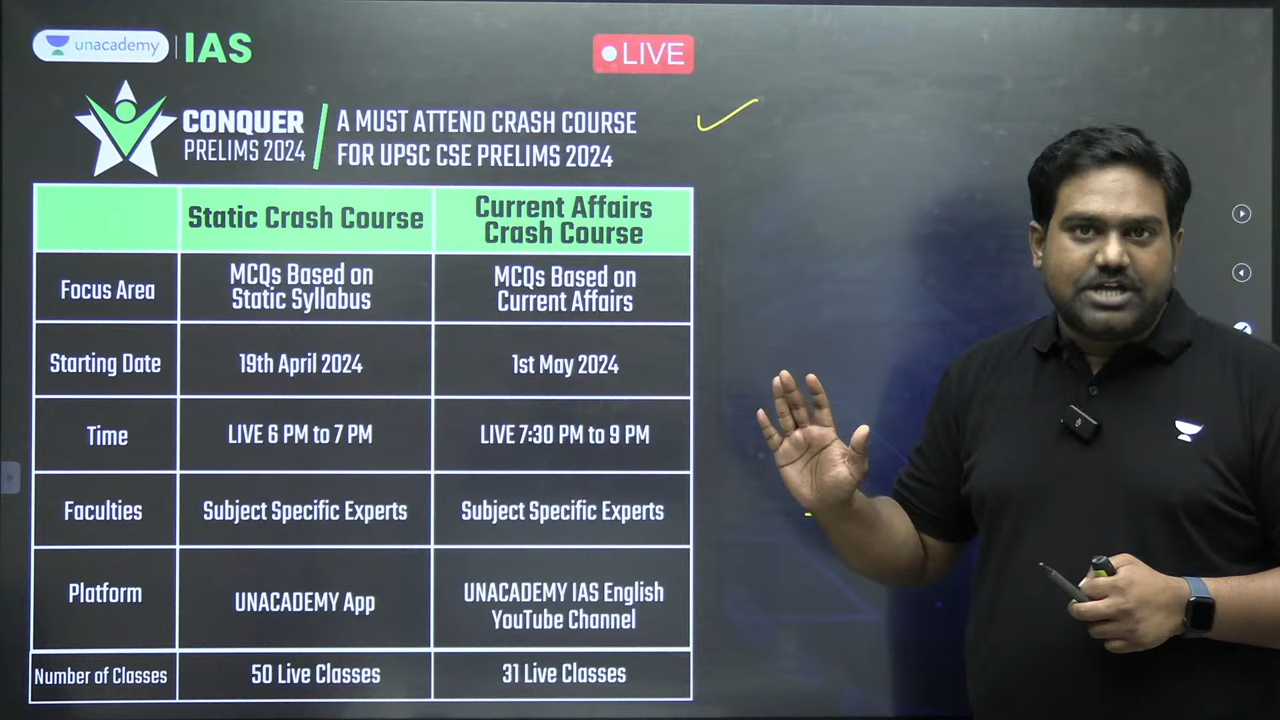 unacademy | IAS
LIVE
CONQUER
PRELIMS 2024
A MUST ATTEND CRASH COURSE
FOR UPSC CSE PRELIMS 2024
Static Crash Course
Current Affairs
Crash Course
Focus Area
MCQs Based on
Static Syllabus
MCQs Based on
Current Affairs
Starting Date
19th April 2024
1st May 2024
Time
LIVE 6 PM to 7 PM
LIVE 7:30 PM to 9 PM
Faculties
Subject Specific Experts
Subject Specific Experts
Platform
UNACADEMY App
UNACADEMY IAS English
YouTube Channel
Number of Classes
50 Live Classes
31 Live Classes